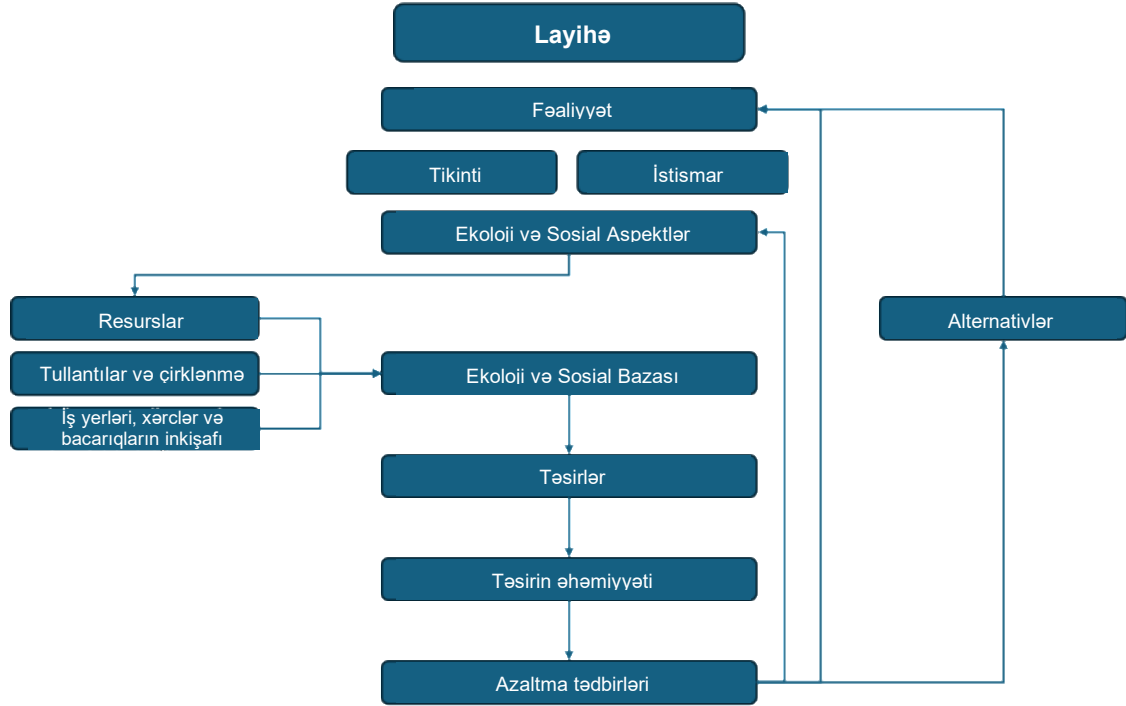 Layihə
Fəaliyyət
Tikinti
İstismar
Ekoloji və Sosial Aspektlər
Resurslar
Alternativlər
Tullantılar və çirklənmə
Ekoloji və Sosial Bazası
İş yerləri, xərclər və
bacarıqların inkişafı
Təsirlər
Təsirin əhəmiyyəti
Azaltma tədbirləri